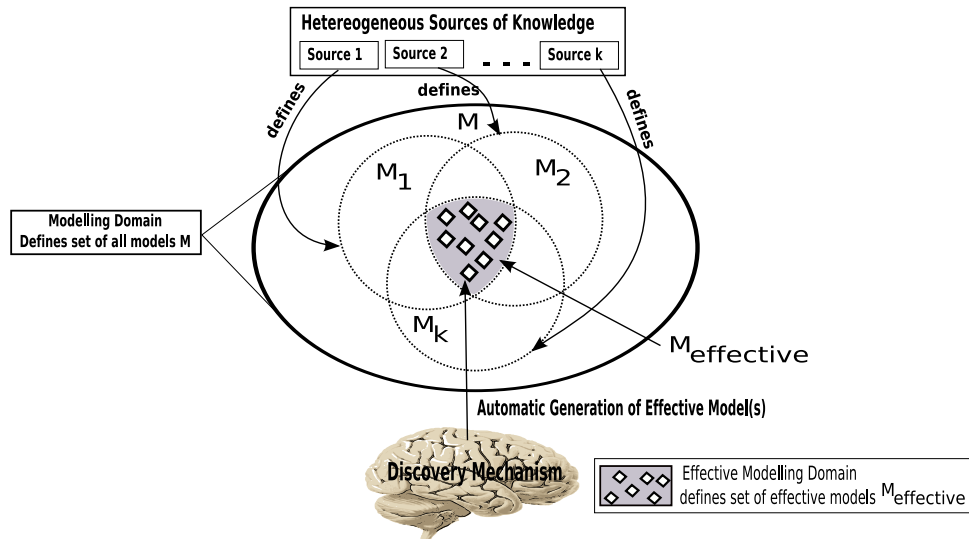 Heteregeneous Sources of Knowledge
Source 1
Source 2
- - -
Source k
defines
defines
defines
M
M1
M2
Mk
Modelling Domain
Defines set of all models M
Meffective
Automatic Generation of Effective Model(s)
Discovery Mechanism
Effective Modelling Domain
defines set of effective models Meffective